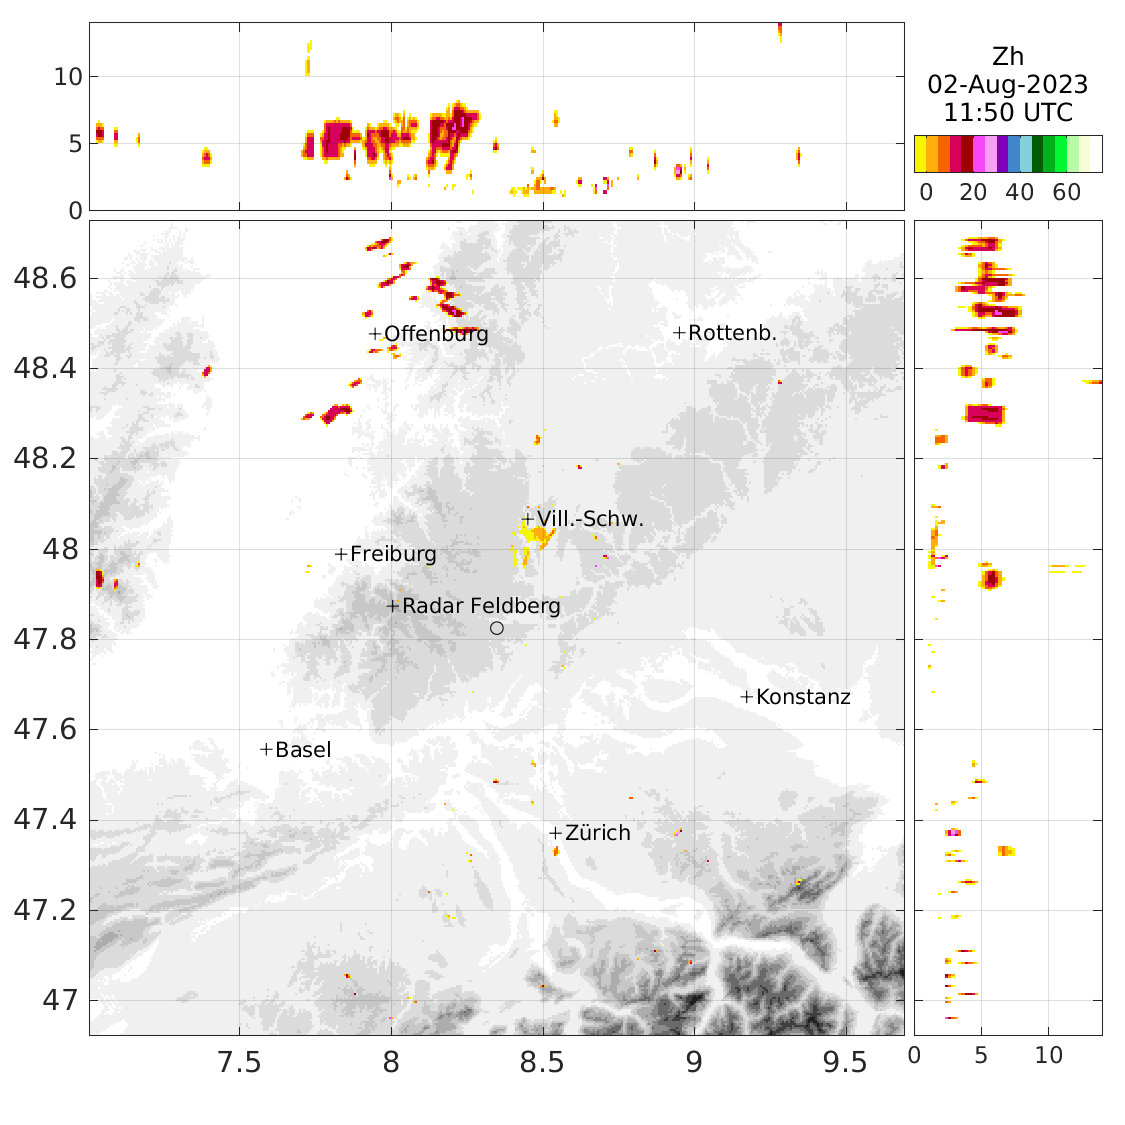 10
5
0
Zh
02-Aug-2023
11:50 UTC
0 20 40 60
48.6
48.4
48.2
48
47.8
47.6
47.4
47.2
47
Offenburg
Rottenb.
Vill.-Schw.
Freiburg
Radar Feldberg
Konstanz
Basel
Zürich
7.5 8 8.5 9 9.5
0 5 10